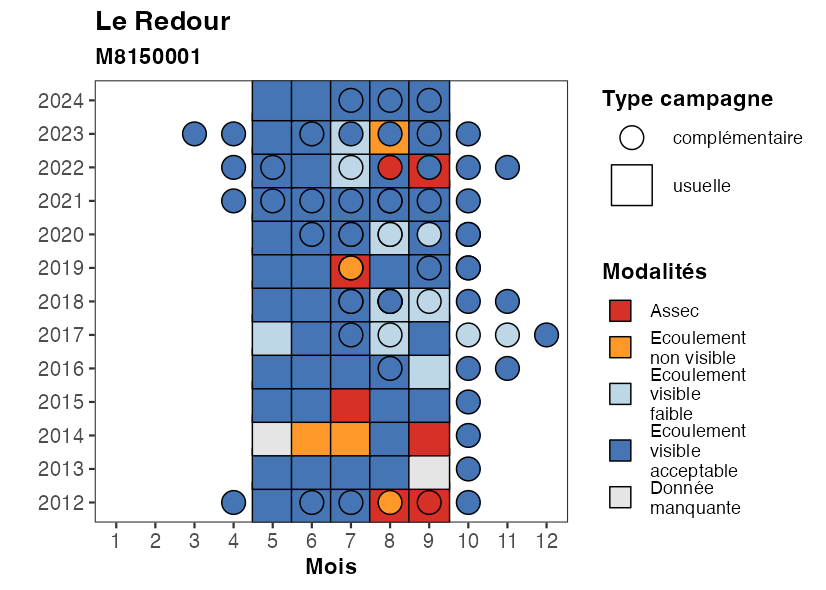 Le Redour
M8150001
2024
2023
2022
2021
2020
2019
2018
2017
2016
2015
2014
2013
2012
1 2 3 4 5 6 7 8 9 10 11 12
Mois
Type campagne
complémentaire
usuelle
Modalités
Assec
Ecoulement
non visible
Ecoulement
visible
faible
Ecoulement
visible
acceptable
Donnée
manquante